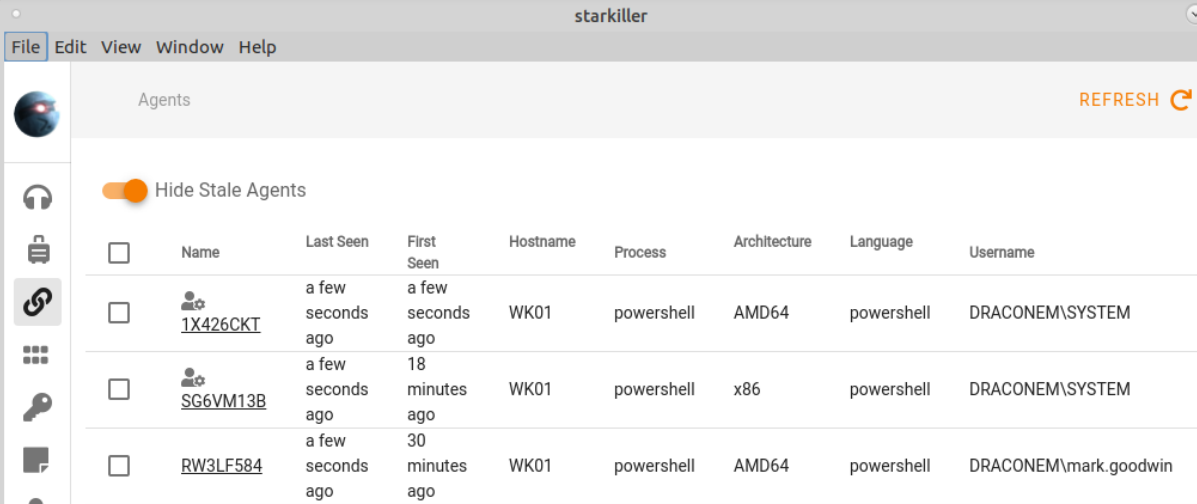 starkiller
File Edit View Window Help
Agents
REFRESH
Hide Stale Agents
Name Last Seen First Seen Hostname Process Architecture Language Username
1X426CKT a few seconds ago a few seconds ago WK01 powershell AMD64 powershell DRACONEM\SYSTEM
SG6VM13B a few seconds ago 18 minutes ago WK01 powershell x86 powershell DRACONEM\SYSTEM
RW3LF584 a few seconds ago 30 minutes ago WK01 powershell AMD64 powershell DRACONEM\mark.goodwin